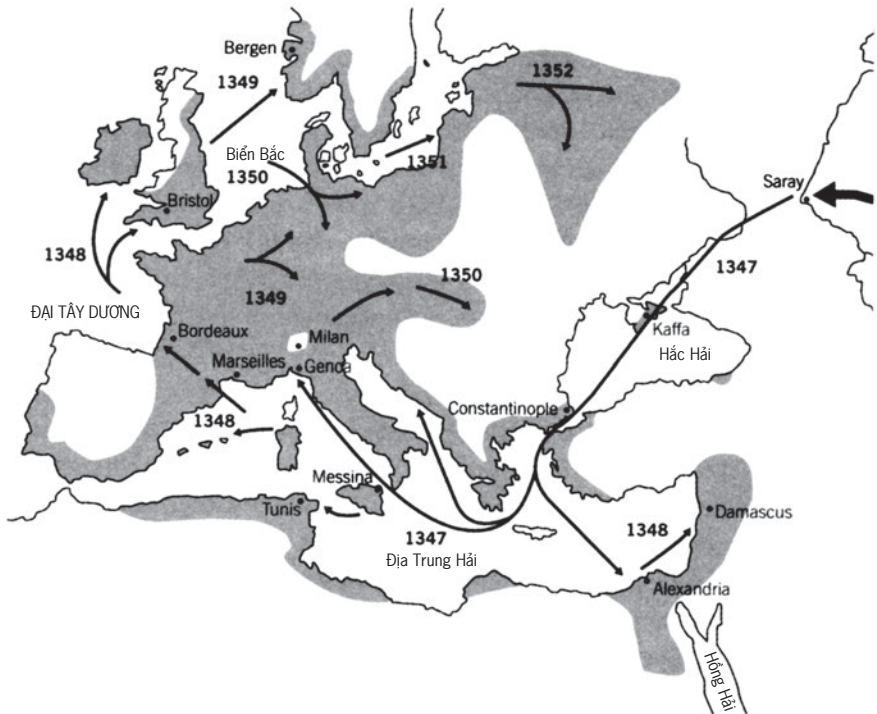 Bergen
1349
1352
Biển Bắc
1350
1351
Saray
Bristol
1348
1347
1349
1350
ĐẠI TÂY DƯƠNG
Bordeaux
Milan
Kaffa
Hắc Hải
Marseilles
Genoa
Constantinople
1348
Messina
Tunis
1347
1348
Damascus
Địa Trung Hải
Alexandria
Hồng Hải